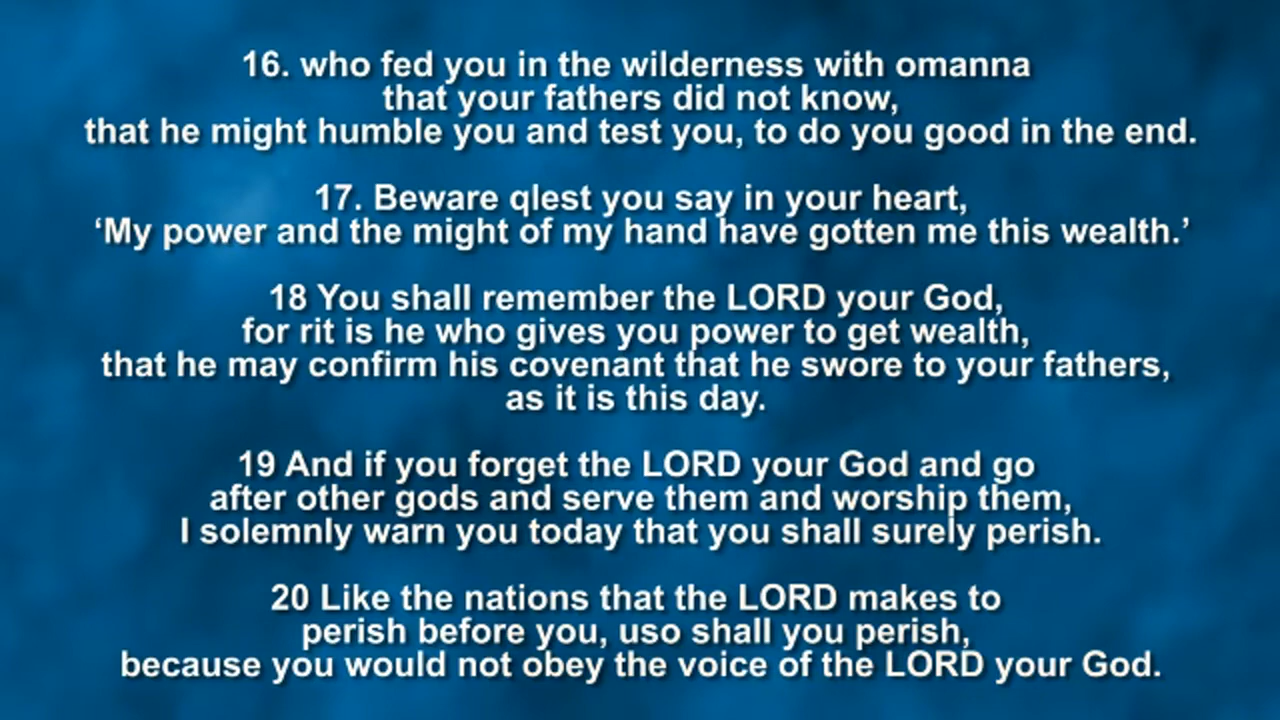 16. who fed you in the wilderness with omanna
that your fathers did not know,
that he might humble you and test you, to do you good in the end.
17. Beware qlest you say in your heart,
‘My power and the might of my hand have gotten me this wealth.’
18 You shall remember the LORD your God,
for rit is he who gives you power to get wealth,
that he may confirm his covenant that he swore to your fathers,
as it is this day.
19 And if you forget the LORD your God and go
after other gods and serve them and worship them,
I solemnly warn you today that you shall surely perish.
20 Like the nations that the LORD makes to
perish before you, uso shall you perish,
because you would not obey the voice of the LORD your God.